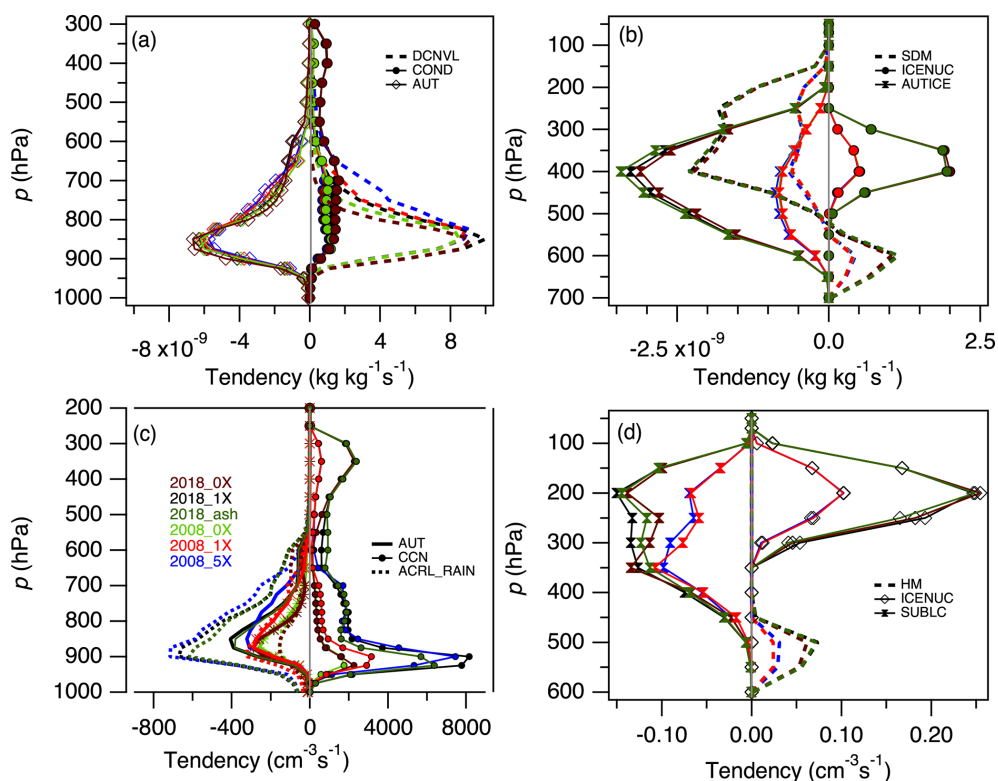 (a)
DCNVL
COND
AUT
p (hPa)
300
400
500
600
700
800
900
1000
-8 x10⁻⁹
-4
0
4
8
Tendency (kg kg⁻¹s⁻¹)
(b)
SDM
ICENUC
AUTICE
p (hPa)
100
200
300
400
500
600
700
-2.5 x10⁻⁹
0.0
2.5
Tendency (kg kg⁻¹s⁻¹)
(c)
2018_0X
2018_1X
2018_ash
2008_0X
2008_1X
2008_5X
AUT
CCN
ACRL_RAIN
p (hPa)
200
300
400
500
600
700
800
900
1000
-800
-400
0
4000
8000
Tendency (cm⁻³s⁻¹)
(d)
HM
ICENUC
SUBLC
p (hPa)
100
200
300
400
500
600
-0.10
0.00
0.10
0.20
Tendency (cm⁻³s⁻¹)